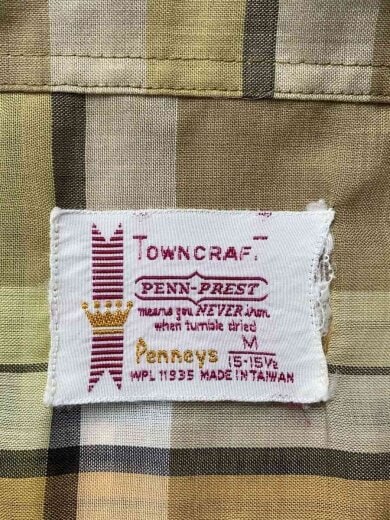 TOWNCRAFT
PENN-PREST
means you NEVER iron
when tumble dried
M
Penneys 15-15½
WPL 11935 MADE IN TAIWAN